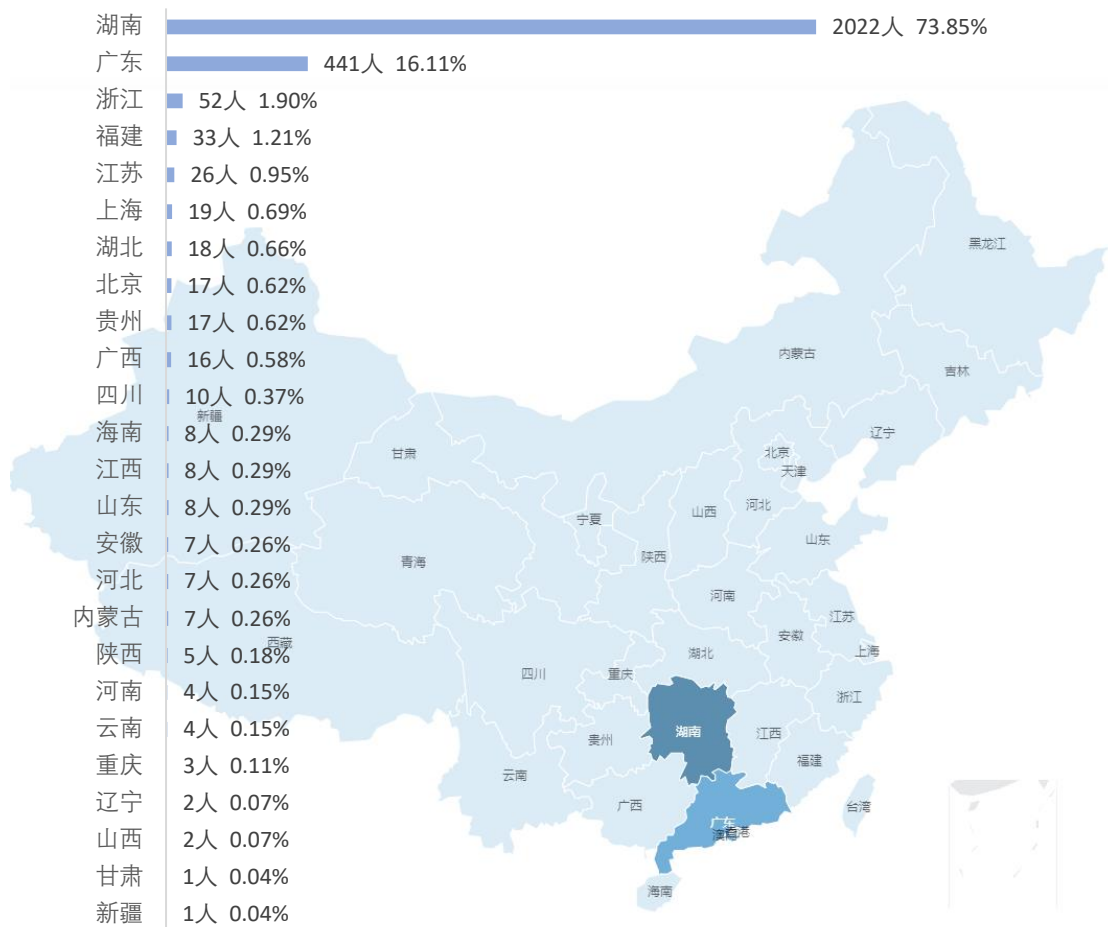 湖南 2022人 73.85%
广东 441人 16.11%
浙江 52人 1.90%
福建 33人 1.21%
江苏 26人 0.95%
上海 19人 0.69%
湖北 18人 0.66%
北京 17人 0.62%
贵州 17人 0.62%
广西 16人 0.58%
四川 10人 0.37%
海南 8人 0.29%
江西 8人 0.29%
山东 8人 0.29%
安徽 7人 0.26%
河北 7人 0.26%
内蒙古 7人 0.26%
陕西 5人 0.18%
河南 4人 0.15%
云南 4人 0.15%
重庆 3人 0.11%
辽宁 2人 0.07%
山西 2人 0.07%
甘肃 1人 0.04%
新疆 1人 0.04%
黑龙江
内蒙古
吉林
新疆
辽宁
甘肃
北京
天津
河北
山西
宁夏
山东
陕西
青海
河南
江苏
安徽
西藏
上海
湖北
四川
重庆
浙江
湖南
江西
贵州
福建
云南
广西
台湾
广东
香港
澳门
海南